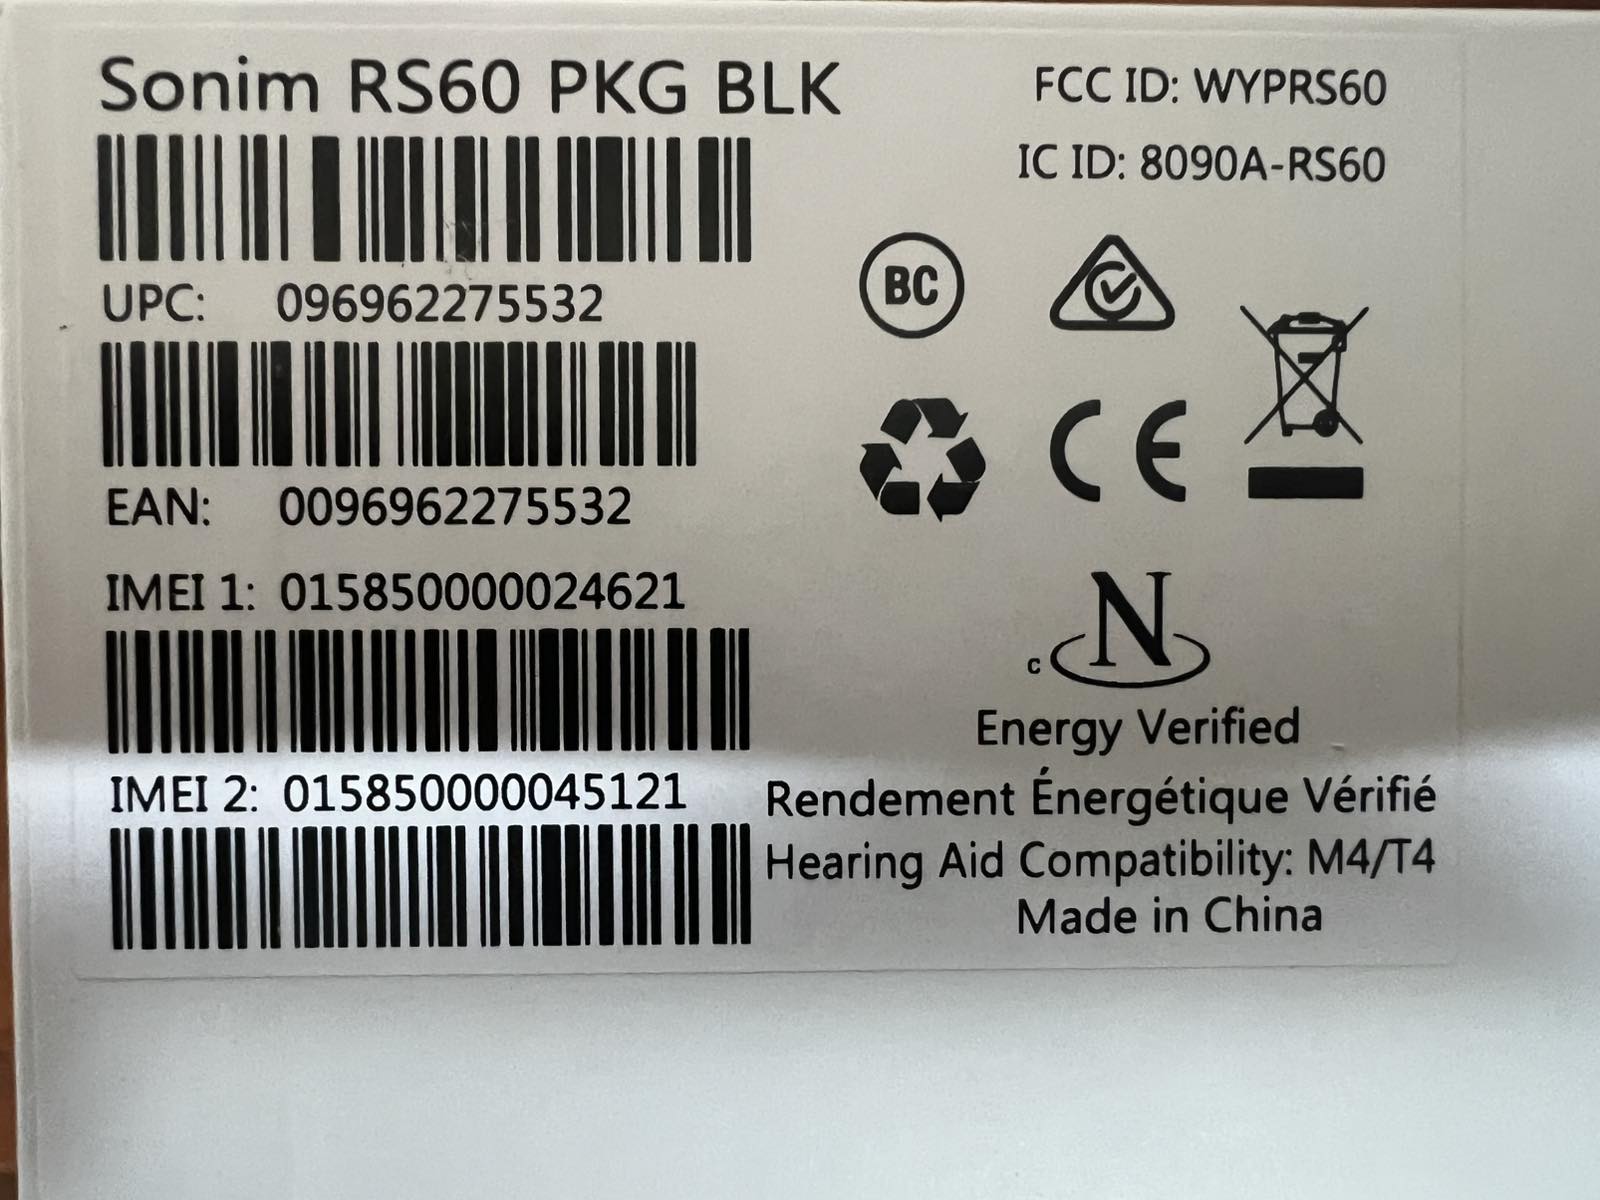 Sonim RS60 PKG BLK
UPC: 096962275532
EAN: 0096962275532
IMEI 1: 015850000024621
IMEI 2: 015850000045121
FCC ID: WYPRS60
IC ID: 8090A-RS60
BC
CE
c N
Energy Verified
Rendement Énergétique Vérifié
Hearing Aid Compatibility: M4/T4
Made in China